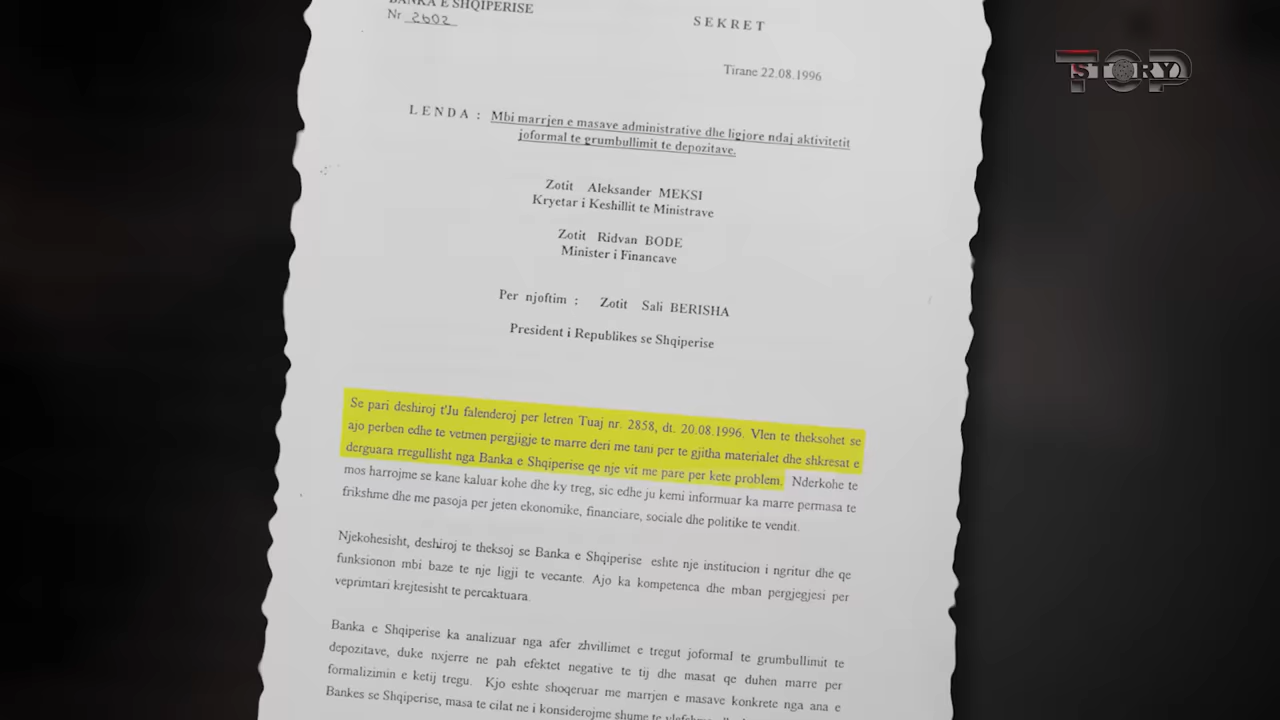 BANKA E SHQIPERISE
Nr 2602
SEKRET
TOP STORY
Tirane 22.08.1996
LENDA : Mbi marrjen e masave administrative dhe ligjore ndaj aktivitetit
joformal te grumbullimit te depozitave.
Zotit Aleksander MEKSI
Kryetar i Keshillit te Ministrave
Zotit Ridvan BODE
Minister i Financave
Per njoftim : Zotit Sali BERISHA
President i Republikes se Shqiperise
Se pari deshiroj t'Ju falenderoj per letren Tuaj nr. 2858, dt. 20.08.1996. Vlen te theksohet se
ajo perben edhe te vetmen pergjigje te marre deri me tani per te gjitha materialet dhe shkresat e
derguara rregullisht nga Banka e Shqiperise qe nje vit me pare per kete problem. Nderkohe te
mos harrojme se kane kaluar kohe dhe ky treg, sic edhe ju kemi informuar ka marre permasa te
frikshme dhe me pasoja per jeten ekonomike, financiare, sociale dhe politike te vendit.
Njekohesisht, deshiroj te theksoj se Banka e Shqiperise eshte nje institucion i ngritur dhe qe
funksionon mbi baze te nje ligji te vecante. Ajo ka kompetenca dhe mban pergjegjesi per
veprimtari krejtesisht te percaktuara.
Banka e Shqiperise ka analizuar nga afer zhvillimet e tregut joformal te grumbullimit te
depozitave, duke nxjerre ne pah efektet negative te tij dhe masat qe duhen marre per
formalizimin e ketij tregu. Kjo eshte shoqeruar me marrjen e masave konkrete nga ana e
Bankes se Shqiperise, masa te cilat ne i konsiderojme shume te